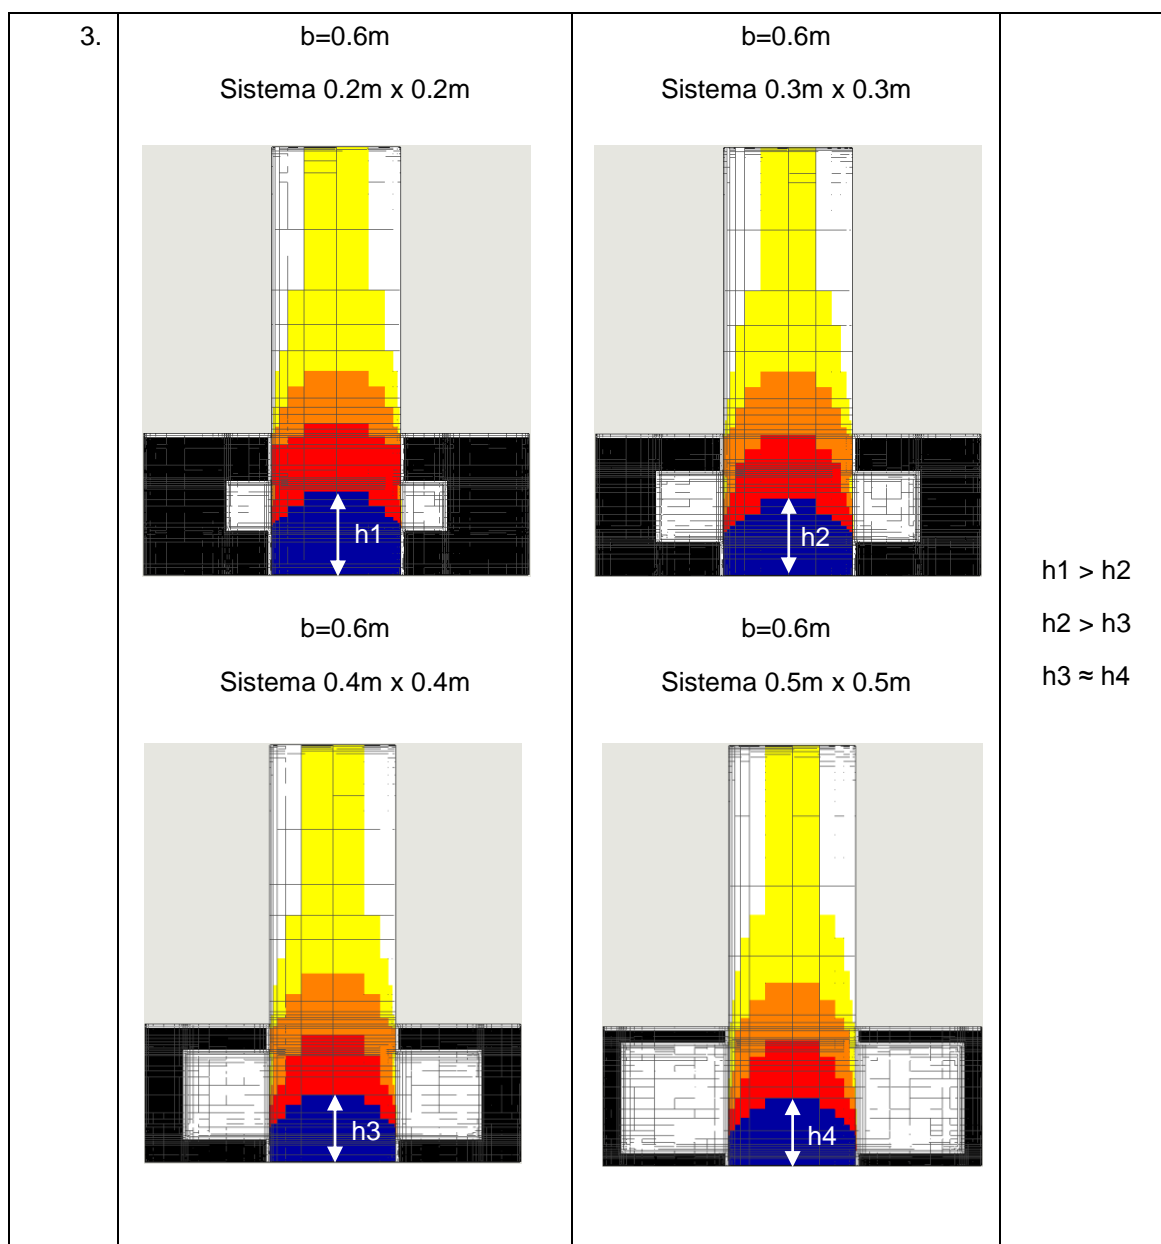 3.
b=0.6m
Sistema 0.2m x 0.2m
h1
b=0.6m
Sistema 0.3m x 0.3m
h2
b=0.6m
Sistema 0.4m x 0.4m
h3
b=0.6m
Sistema 0.5m x 0.5m
h4
h1 > h2
h2 > h3
h3 ≈ h4